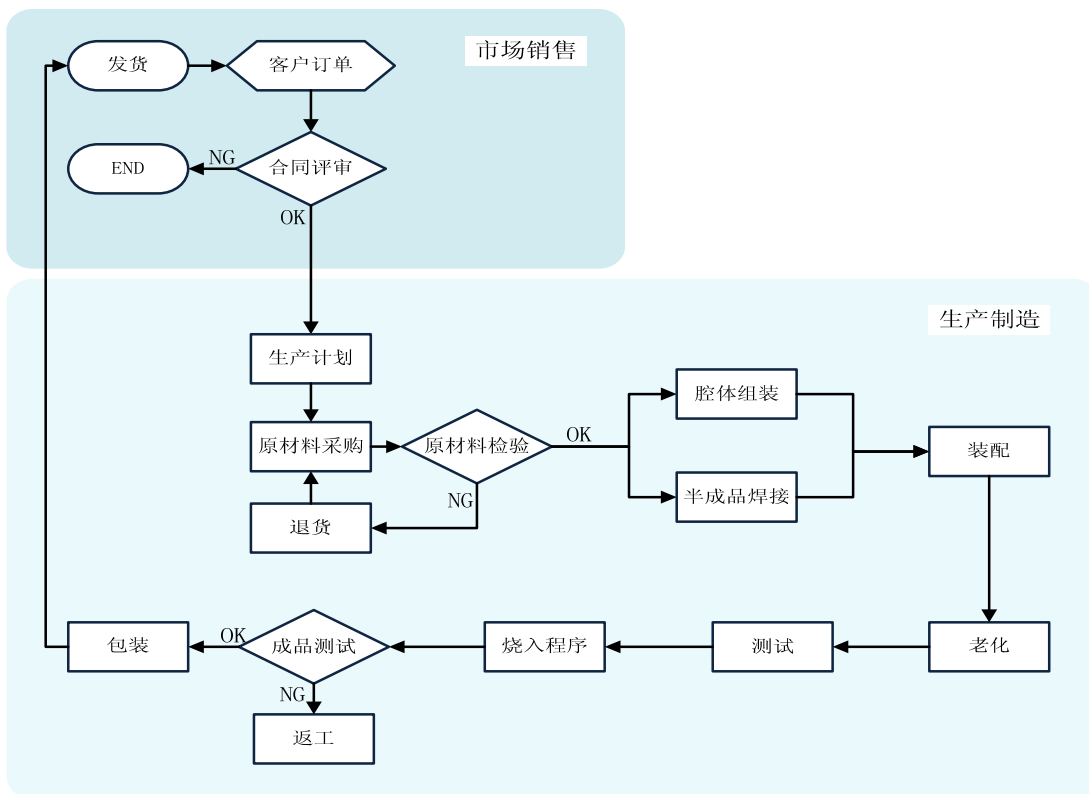 市场销售
发货
客户订单
END
NG
合同评审
OK
生产制造
生产计划
原材料采购
原材料检验
OK
NG
退货
腔体组装
半成品焊接
装配
老化
测试
烧入程序
成品测试
OK
包装
NG
返工